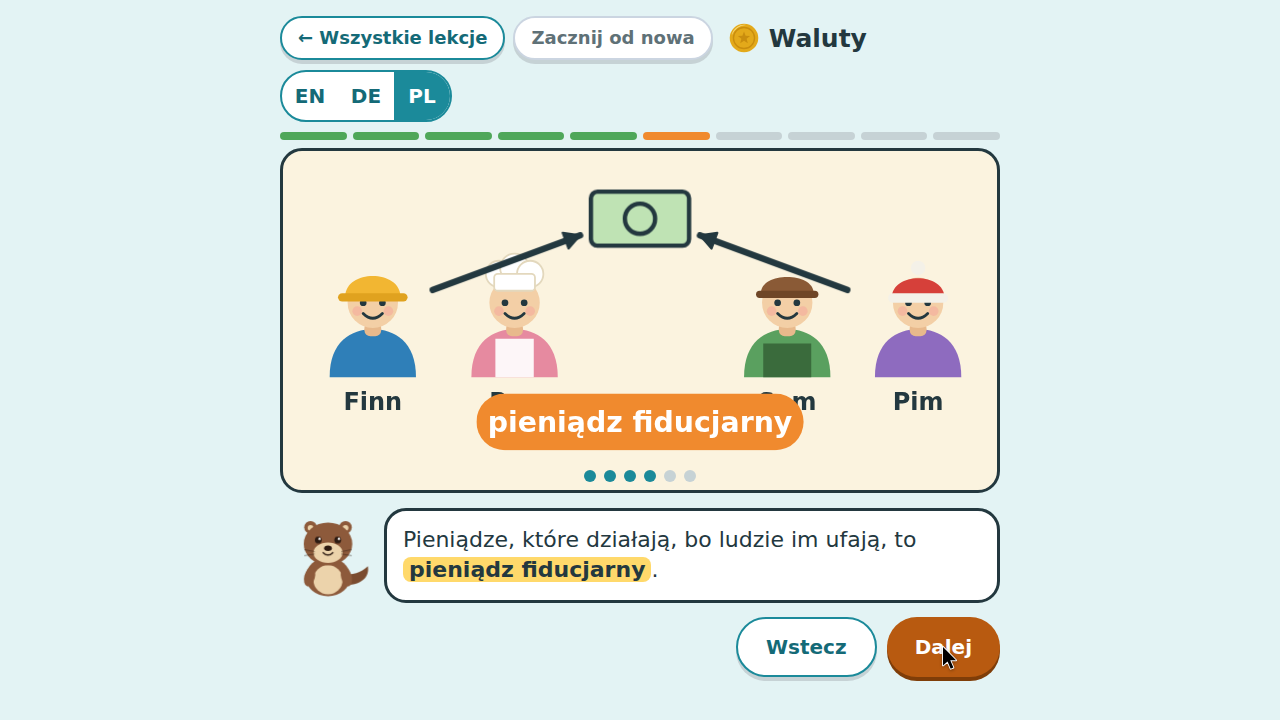 ← Wszystkie lekcje
Zacznij od nowa
Waluty
EN DE PL
Finn
Pim
pieniądz fiducjarny
Pieniądze, które działają, bo ludzie im ufają, to
pieniądz fiducjarny.
Wstecz
Dalej